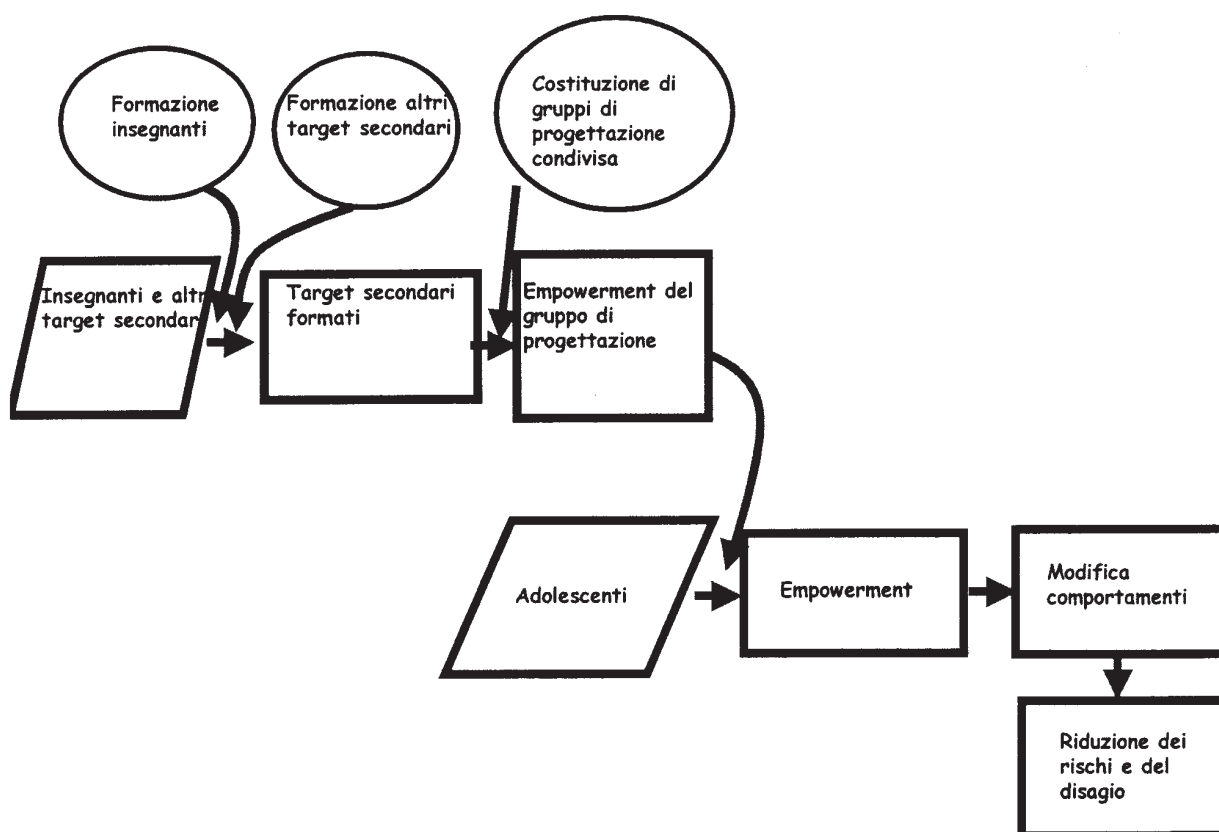 Formazione
insegnanti
Formazione altri
target secondari
Costituzione di
gruppi di
progettazione
condivisa
Insegnanti e altr
target secondar
Target secondari
formati
Empowerment del
gruppo di
progettazione
Adolescenti
Empowerment
Modifica
comportamenti
Riduzione dei
rischi e del
disagio